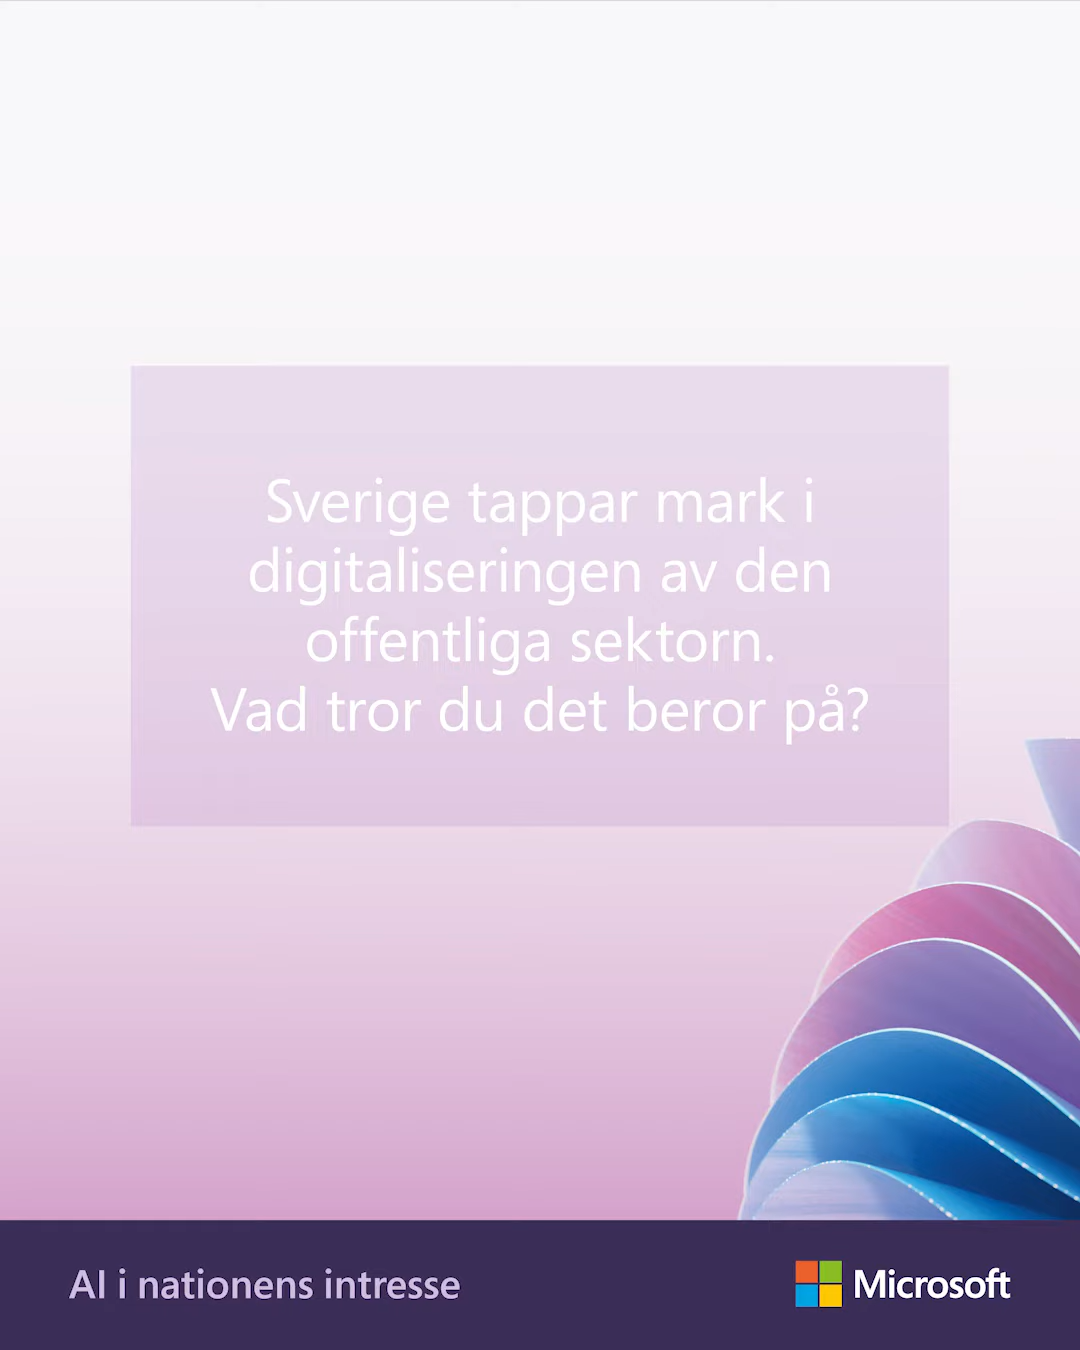 Sverige tappar mark i
digitaliseringen av den
offentliga sektorn.
Vad tror du det beror på?
AI i nationens intresse
Microsoft